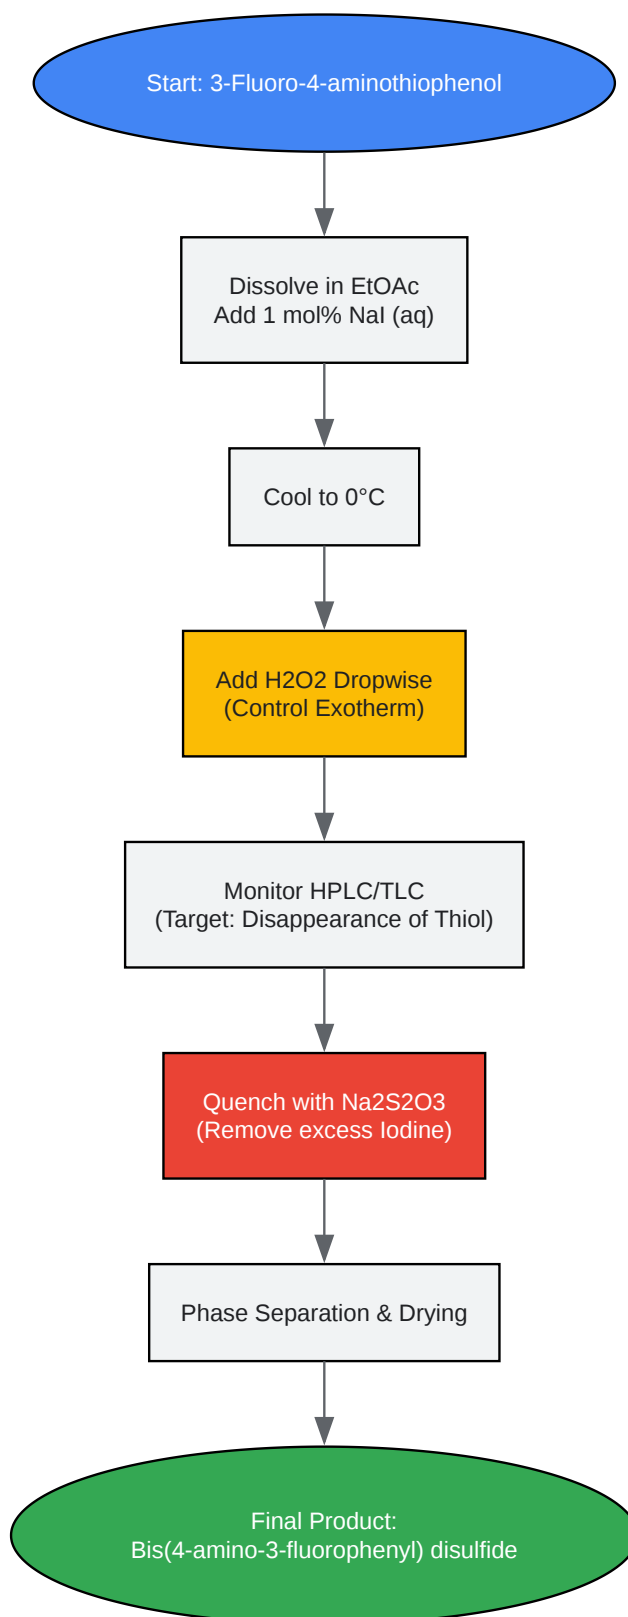 Start: 3-Fluoro-4-aminothiophenol
Dissolve in EtOAc
Add 1 mol% NaI (aq)
Cool to 0°C
Add H2O2 Dropwise
(Control Exotherm)
Monitor HPLC/TLC
(Target: Disappearance of Thiol)
Quench with Na2S2O3
(Remove excess Iodine)
Phase Separation & Drying
Final Product:
Bis(4-amino-3-fluorophenyl) disulfide